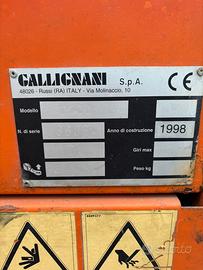 GALLIGNANI S.p.A. CE
48026 - Russi (RA) ITALY - Via Molinaccio, 10
Modello
N. di serie Anno di costruzione 1998
Giri max
Peso kg
subito